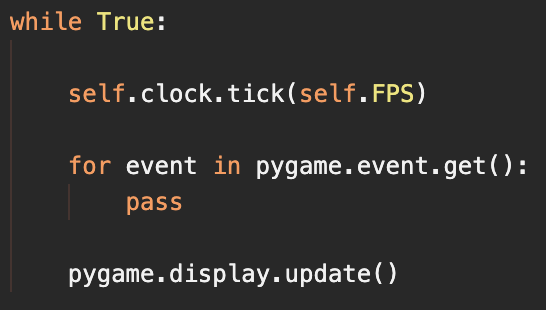 while True:
self.clock.tick(self.FPS)
for event in pygame.event.get():
pass
pygame.display.update()